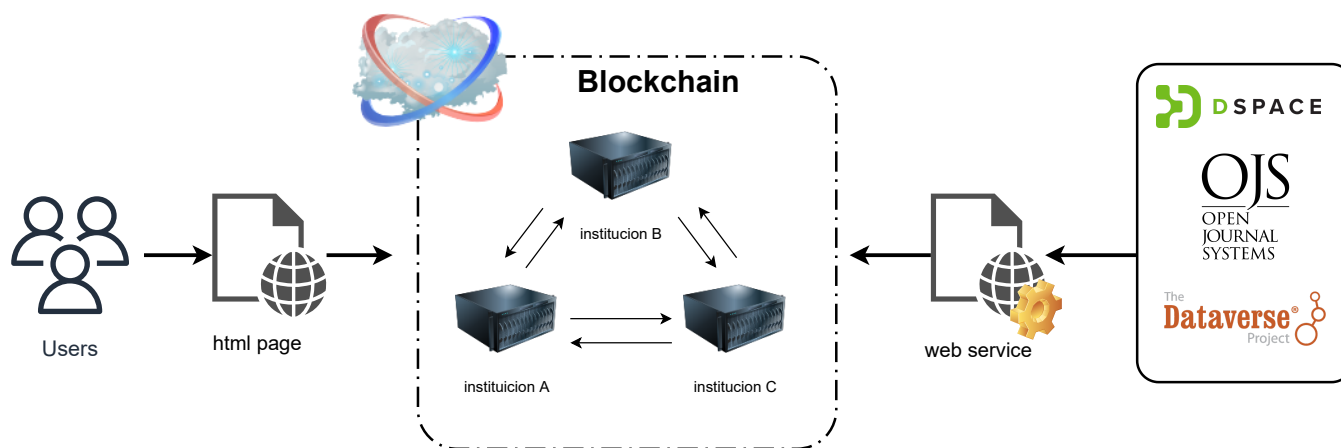 Blockchain
institucion B
instituicion A
institucion C
Users
html page
web service
DSPACE
OJS
OPEN
JOURNAL
SYSTEMS
The
Dataverse®
Project